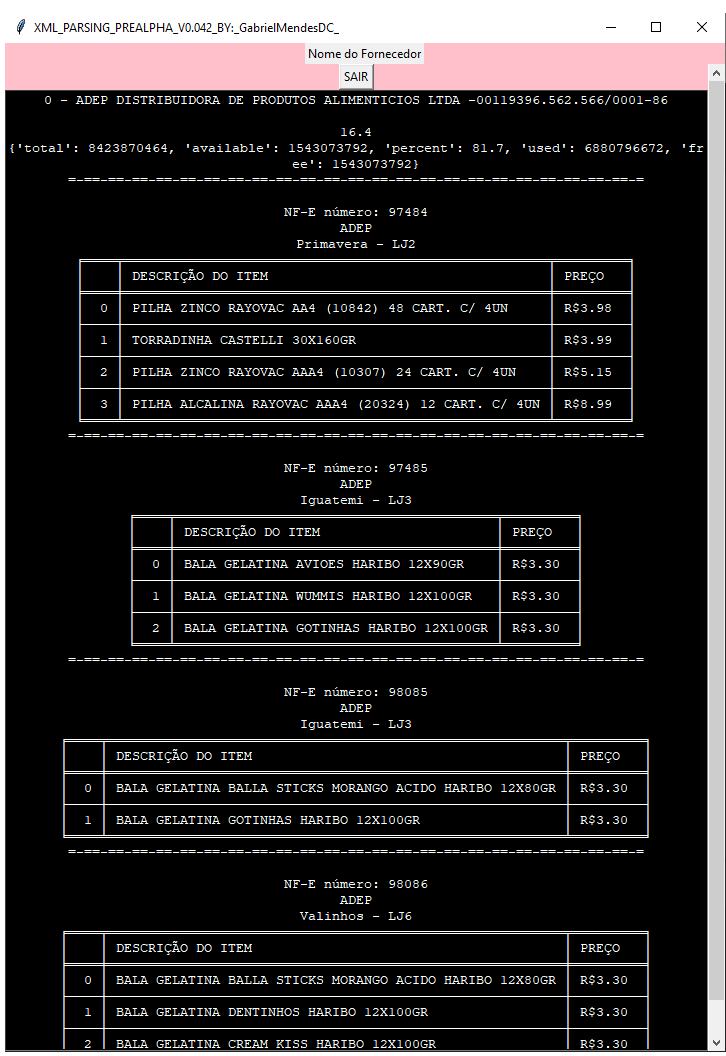 XML_PARSING_PREALPHA_V0.042_BY:_GabrielMendesDC_
Nome do Fornecedor
SAIR
0 - ADEP DISTRIBUIDORA DE PRODUTOS ALIMENTICIOS LTDA -00119396.562.566/0001-86
16.4
{'total': 8423870464, 'available': 1543073792, 'percent': 81.7, 'used': 6880796672, 'fr
ee': 1543073792}
=-==-==-==-==-==-==-==-==-==-==-==-==-==-==-==-==-==-==-==-==-==-==-==-=
NF-E número: 97484
ADEP
Primavera - LJ2
DESCRIÇÃO DO ITEM PREÇO
0 PILHA ZINCO RAYOVAC AA4 (10842) 48 CART. C/ 4UN R$3.98
1 TORRADINHA CASTELLI 30X160GR R$3.99
2 PILHA ZINCO RAYOVAC AAA4 (10307) 24 CART. C/ 4UN R$5.15
3 PILHA ALCALINA RAYOVAC AAA4 (20324) 12 CART. C/ 4UN R$8.99
=-==-==-==-==-==-==-==-==-==-==-==-==-==-==-==-==-==-==-==-==-==-==-==-=
NF-E número: 97485
ADEP
Iguatemi - LJ3
DESCRIÇÃO DO ITEM PREÇO
0 BALA GELATINA AVIOES HARIBO 12X90GR R$3.30
1 BALA GELATINA WUMMIS HARIBO 12X100GR R$3.30
2 BALA GELATINA GOTINHAS HARIBO 12X100GR R$3.30
=-==-==-==-==-==-==-==-==-==-==-==-==-==-==-==-==-==-==-==-==-==-==-==-=
NF-E número: 98085
ADEP
Iguatemi - LJ3
DESCRIÇÃO DO ITEM PREÇO
0 BALA GELATINA BALLA STICKS MORANGO ACIDO HARIBO 12X80GR R$3.30
1 BALA GELATINA GOTINHAS HARIBO 12X100GR R$3.30
=-==-==-==-==-==-==-==-==-==-==-==-==-==-==-==-==-==-==-==-==-==-==-==-=
NF-E número: 98086
ADEP
Valinhos - LJ6
DESCRIÇÃO DO ITEM PREÇO
0 BALA GELATINA BALLA STICKS MORANGO ACIDO HARIBO 12X80GR R$3.30
1 BALA GELATINA DENTINHOS HARIBO 12X100GR R$3.30
2 BALA GELATINA CREAM KISS HARIBO 12X100GR R$3.30